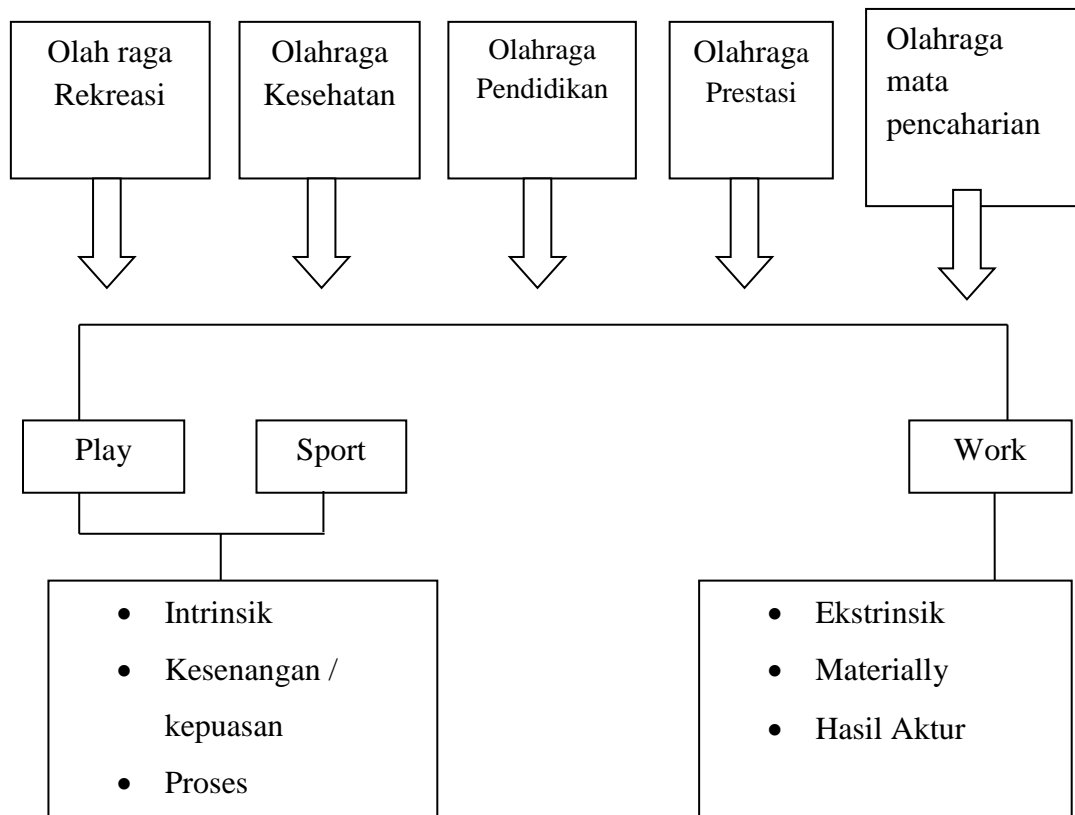 Olah raga
Rekreasi
Olahraga
Kesehatan
Olahraga
Pendidikan
Olahraga
Prestasi
Olahraga
mata
pencaharian
Play
Sport
Work
• Intrinsik
• Kesenangan /
kepuasan
• Proses
• Ekstrinsik
• Materially
• Hasil Aktur